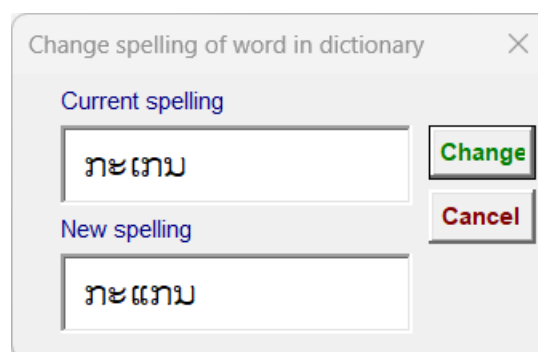 Change spelling of word in dictionary
Current spelling
ກະເກນ
Change
Cancel
New spelling
ກະແກນ